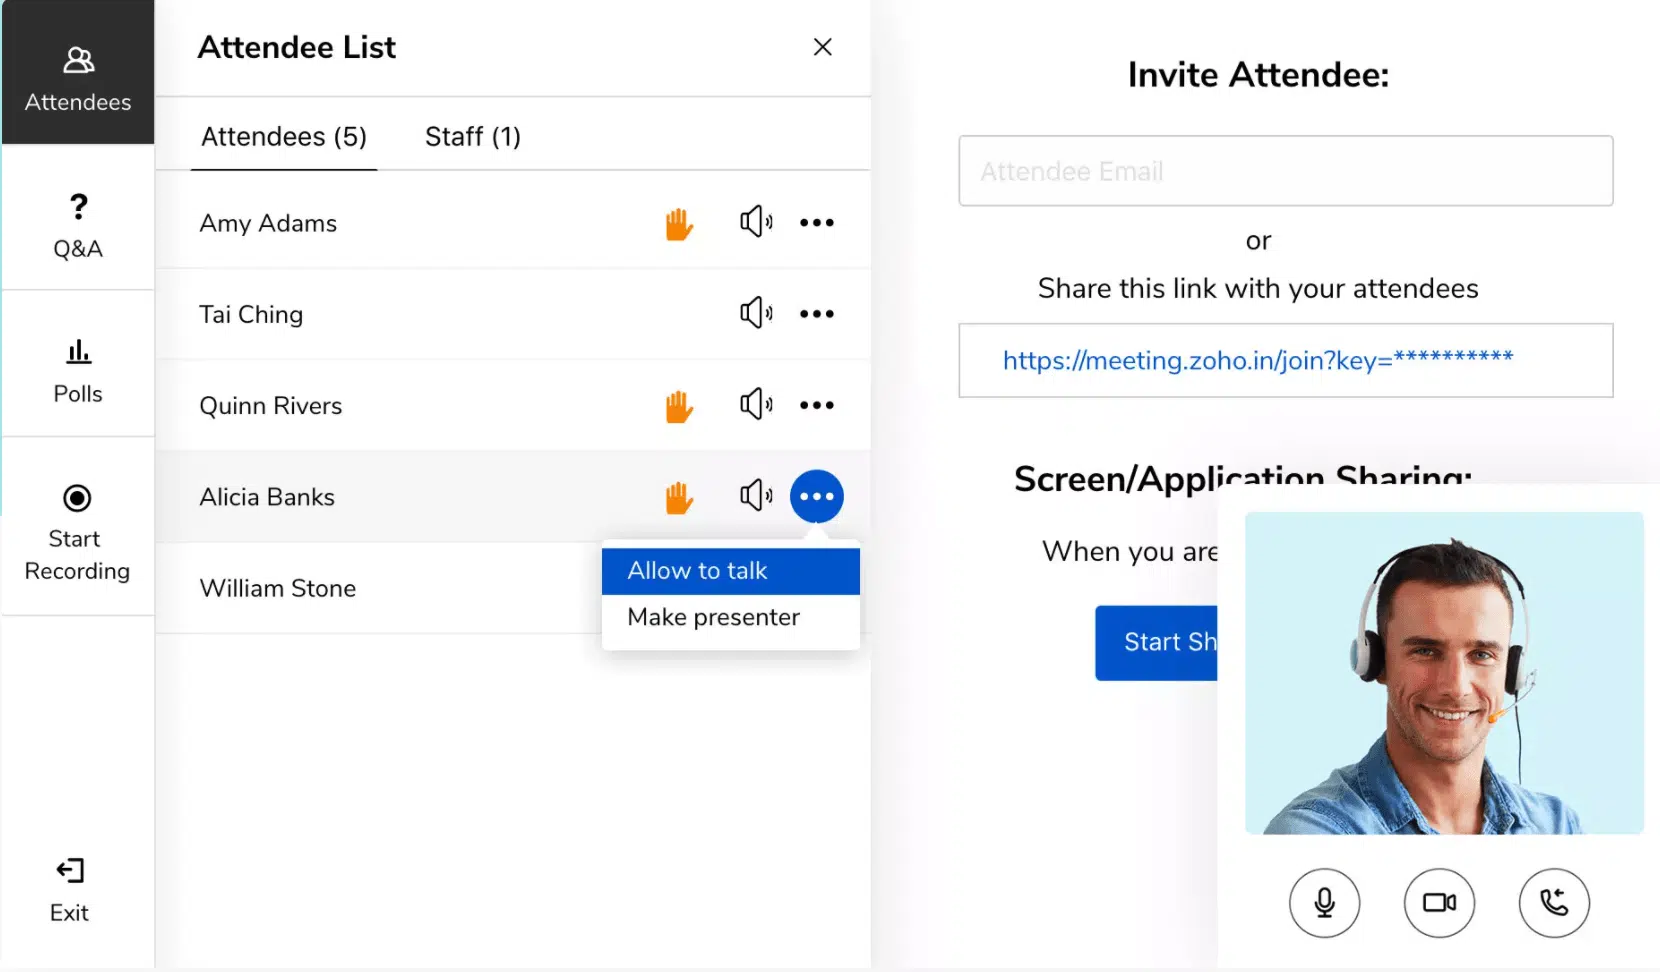 Attendees
?
Q&A
Polls
Start
Recording
Exit
Attendee List
Attendees (5)
Staff (1)
Amy Adams
Tai Ching
Quinn Rivers
Alicia Banks
William Stone
Allow to talk
Make presenter
Invite Attendee:
Attendee Email
or
Share this link with your attendees
https://meeting.zoho.in/join?key=**********
Screen/Application Sharing:
When you are
Start Sh